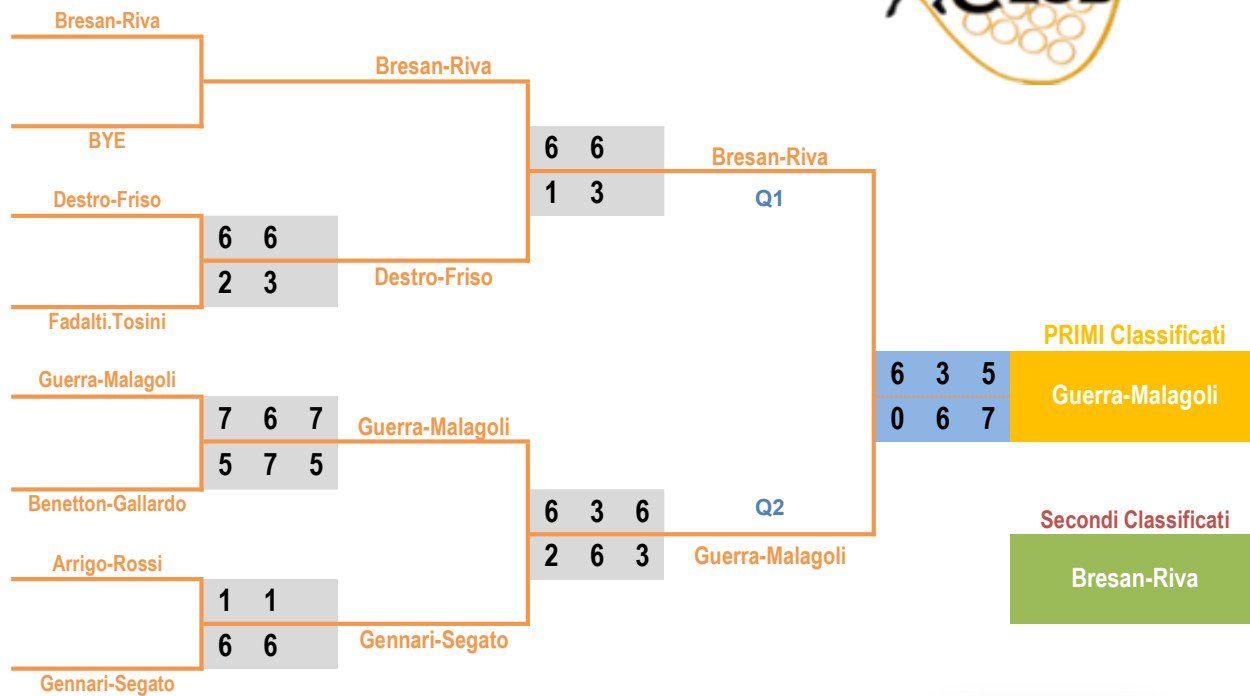 Bresan-Riva
Bresan-Riva
BYE
6 6
Bresan-Riva
1 3
Q1
Destro-Friso
6 6
2 3
Destro-Friso
Fadalti.Tosini
PRIMI Classificati
Guerra-Malagoli
6 3 5
Guerra-Malagoli
0 6 7
7 6 7
Guerra-Malagoli
5 7 5
Benetton-Gallardo
6 3 6
Q2
Secondi Classificati
2 6 3
Guerra-Malagoli
Arrigo-Rossi
Bresan-Riva
1 1
6 6
Gennari-Segato
Gennari-Segato